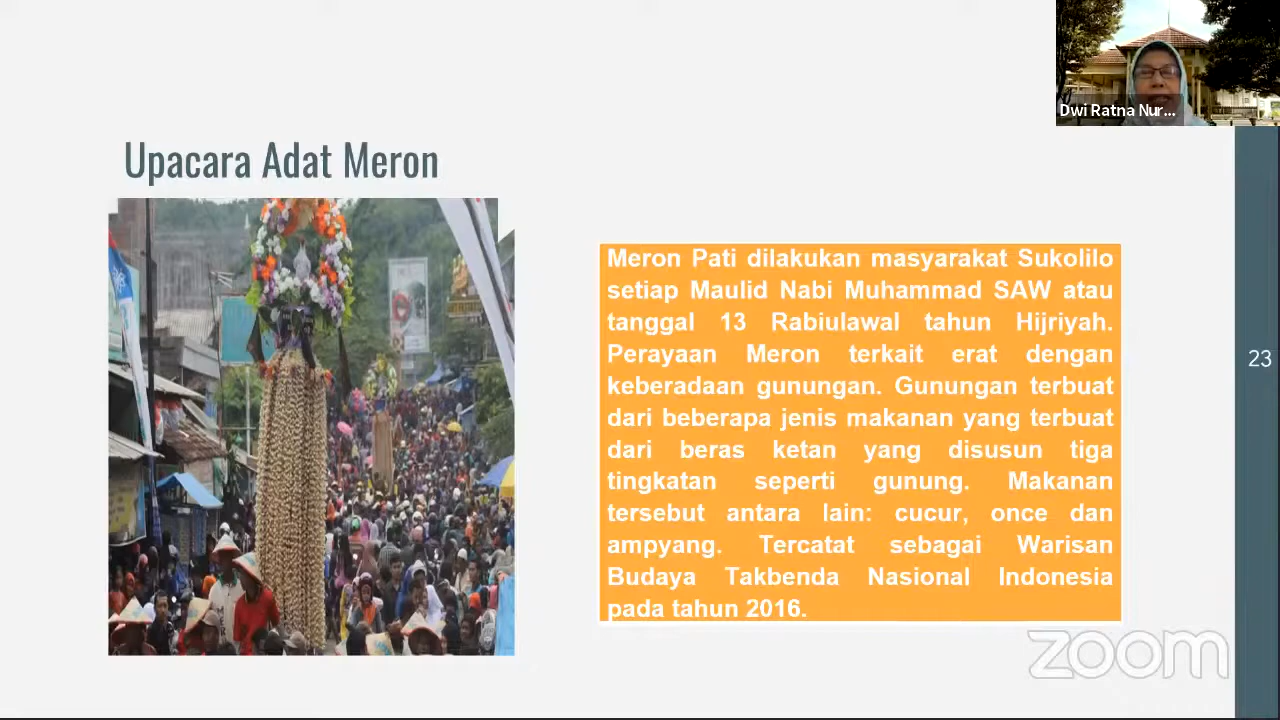 Dwi Ratna Nur...
Upacara Adat Meron
Meron Pati dilakukan masyarakat Sukolilo
setiap Maulid Nabi Muhammad SAW atau
tanggal 13 Rabiulawal tahun Hijriyah.
Perayaan Meron terkait erat dengan
keberadaan gunungan. Gunungan terbuat
dari beberapa jenis makanan yang terbuat
dari beras ketan yang disusun tiga
tingkatan seperti gunung. Makanan
tersebut antara lain: cucur, once dan
ampyang. Tercatat sebagai Warisan
Budaya Takbenda Nasional Indonesia
pada tahun 2016.
23
zoom